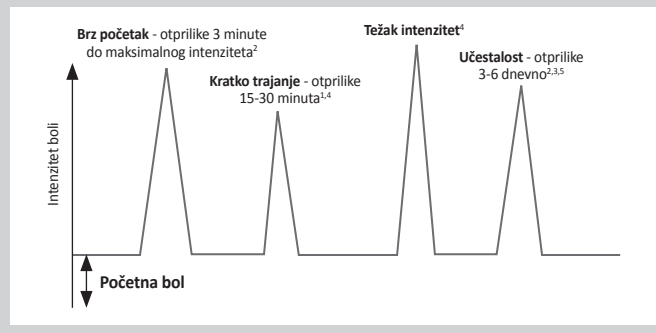 Brz početak - otprilike 3 minute
do maksimalnog intenziteta²
Kratko trajanje - otprilike
15-30 minuta¹,⁴
Težak intenzitet⁴
Učestalost - otprilike
3-6 dnevno²,³,⁵
Intenzitet boli
Početna bol